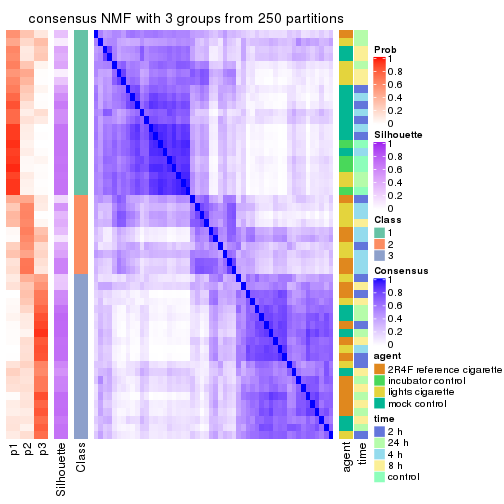 consensus NMF with 3 groups from 250 partitions
Prob
1
0.8
0.6
0.4
0.2
0
Silhouette
1
0.8
0.6
0.4
0.2
0
Class
1
2
3
Consensus
1
0.8
0.6
0.4
0.2
0
agent
2R4F reference cigarette
incubator control
lights cigarette
mock control
time
2 h
24 h
4 h
8 h
control
p1
p2
p3
Silhouette
Class
agent
time